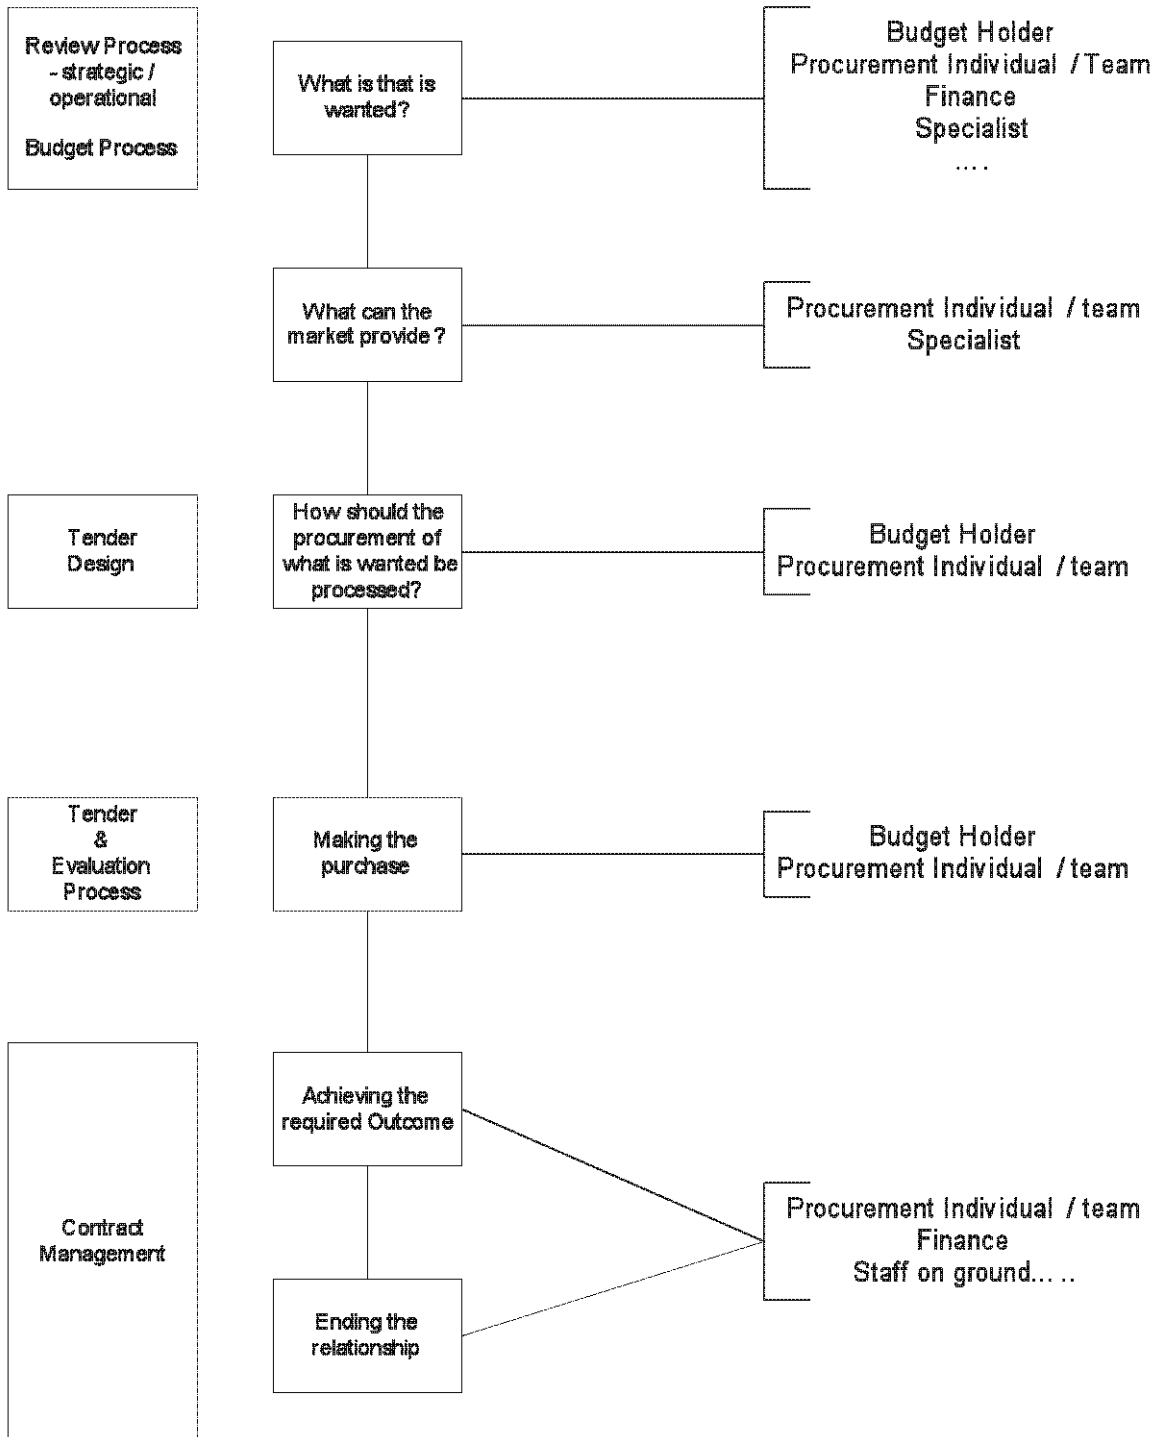 Review Process
- strategic /
operational
Budget Process
What is that is
wanted?
Budget Holder
Procurement Individual / Team
Finance
Specialist
....
What can the
market provide?
Procurement Individual / team
Specialist
Tender
Design
How should the
procurement of
what is wanted be
processed?
Budget Holder
Procurement Individual / team
Tender
&
Evaluation
Process
Making the
purchase
Budget Holder
Procurement Individual / team
Contract
Management
Achieving the
required Outcome
Ending the
relationship
Procurement Individual / team
Finance
Staff on ground.....